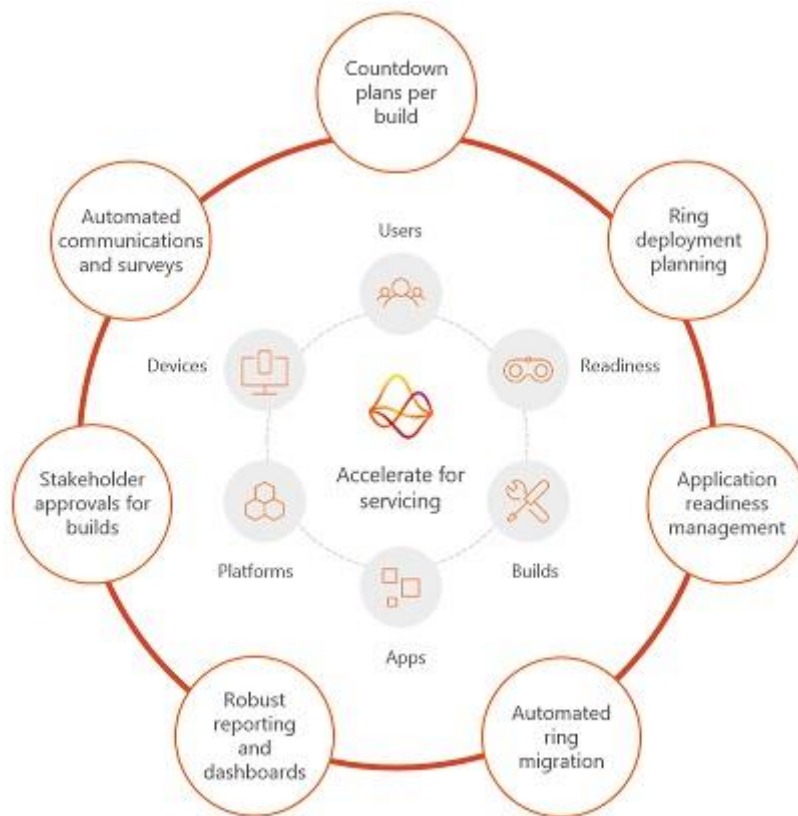 Countdown
plans per
build
Automated
communications
and surveys
Ring
deployment
planning
Users
Devices
Readiness
Accelerate for
servicing
Stakeholder
approvals for
builds
Application
readiness
management
Platforms
Builds
Apps
Robust
reporting
and
dashboards
Automated
ring
migration